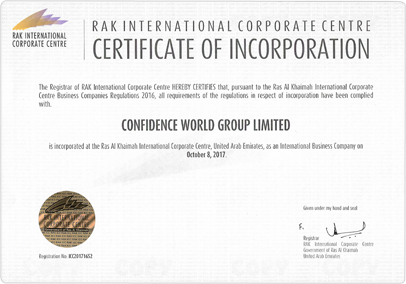 RAK INTERNATIONAL
CORPORATE CENTRE
RAK INTERNATIONAL CORPORATE CENTRE
CERTIFICATE OF INCORPORATION
The Registrar of RAK International Corporate Centre HEREBY CERTIFIES that, pursuant to the Ras Al Khaimah International Corporate
Centre Business Companies Regulations 2016, all requirements of the regulations in respect of incorporation have been complied
with.
CONFIDENCE WORLD GROUP LIMITED
is incorporated at the Ras Al Khaimah International Corporate Centre, United Arab Emirates, as an International Business Company on
October 8, 2017.
Given under my hand and seal
Registrar
RAK International Corporate Centre
Government of Ras Al Khaimah
United Arab Emirates
Registration No. ICC20171652
Copy Copy Copy